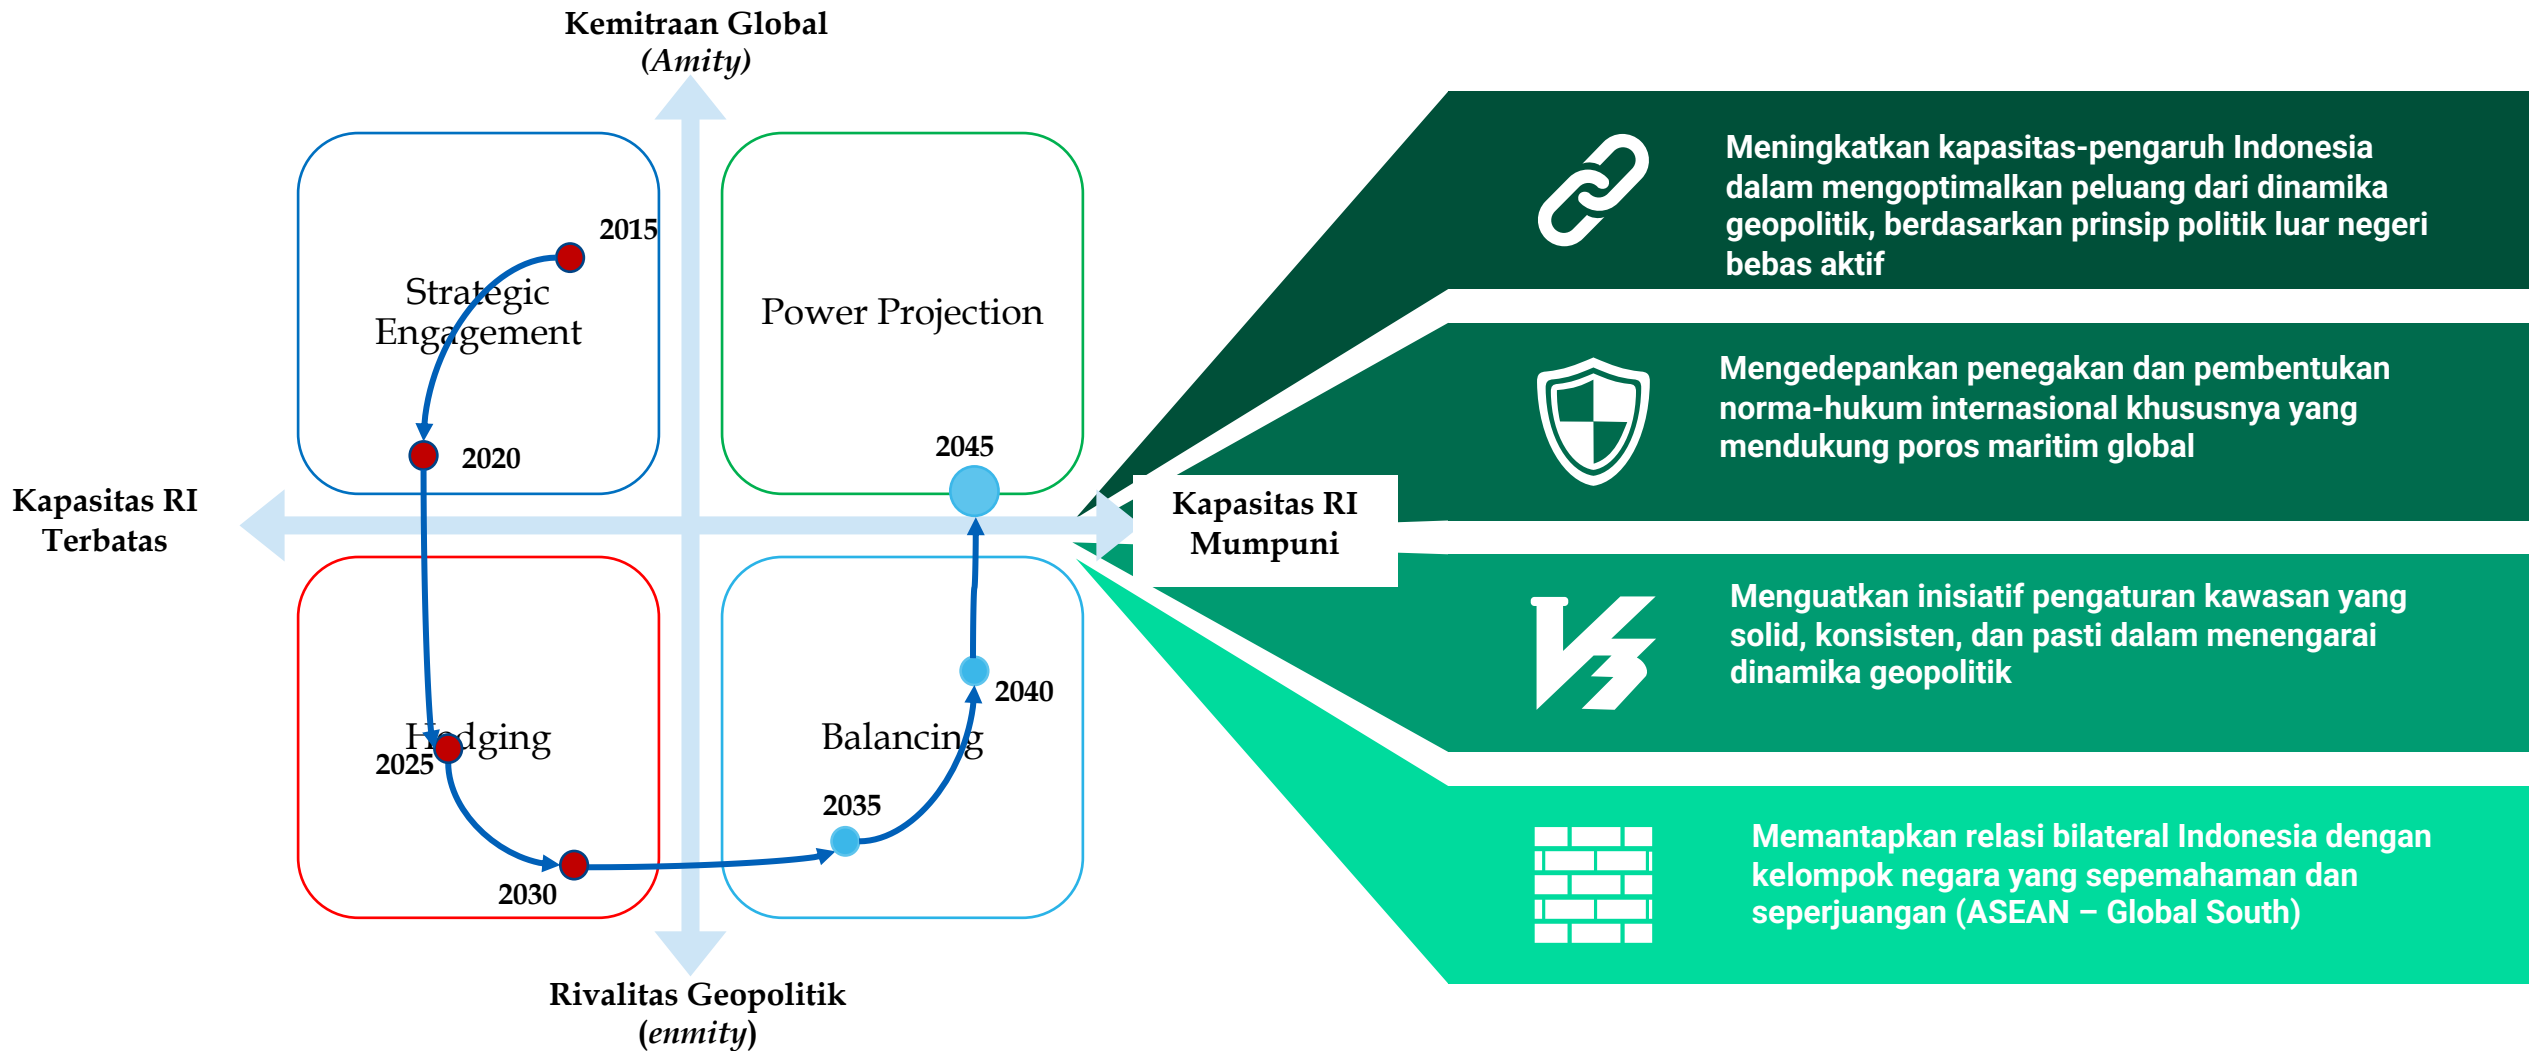 Kemitraan Global
(Amity)
2015
Strategic
Engagement
2020
Power Projection
2045
Kapasitas RI
Terbatas
Kapasitas RI
Mumpuni
Hedging
2025
2030
Balancing
2035
2040
Rivalitas Geopolitik
(enmity)
Meningkatkan kapasitas-pengaruh Indonesia
dalam mengoptimalkan peluang dari dinamika
geopolitik, berdasarkan prinsip politik luar negeri
bebas aktif
Mengedepankan penegakan dan pembentukan
norma-hukum internasional khususnya yang
mendukung poros maritim global
Menguatkan inisiatif pengaturan kawasan yang
solid, konsisten, dan pasti dalam menengarai
dinamika geopolitik
Memantapkan relasi bilateral Indonesia dengan
kelompok negara yang sepemahaman dan
seperjuangan (ASEAN – Global South)